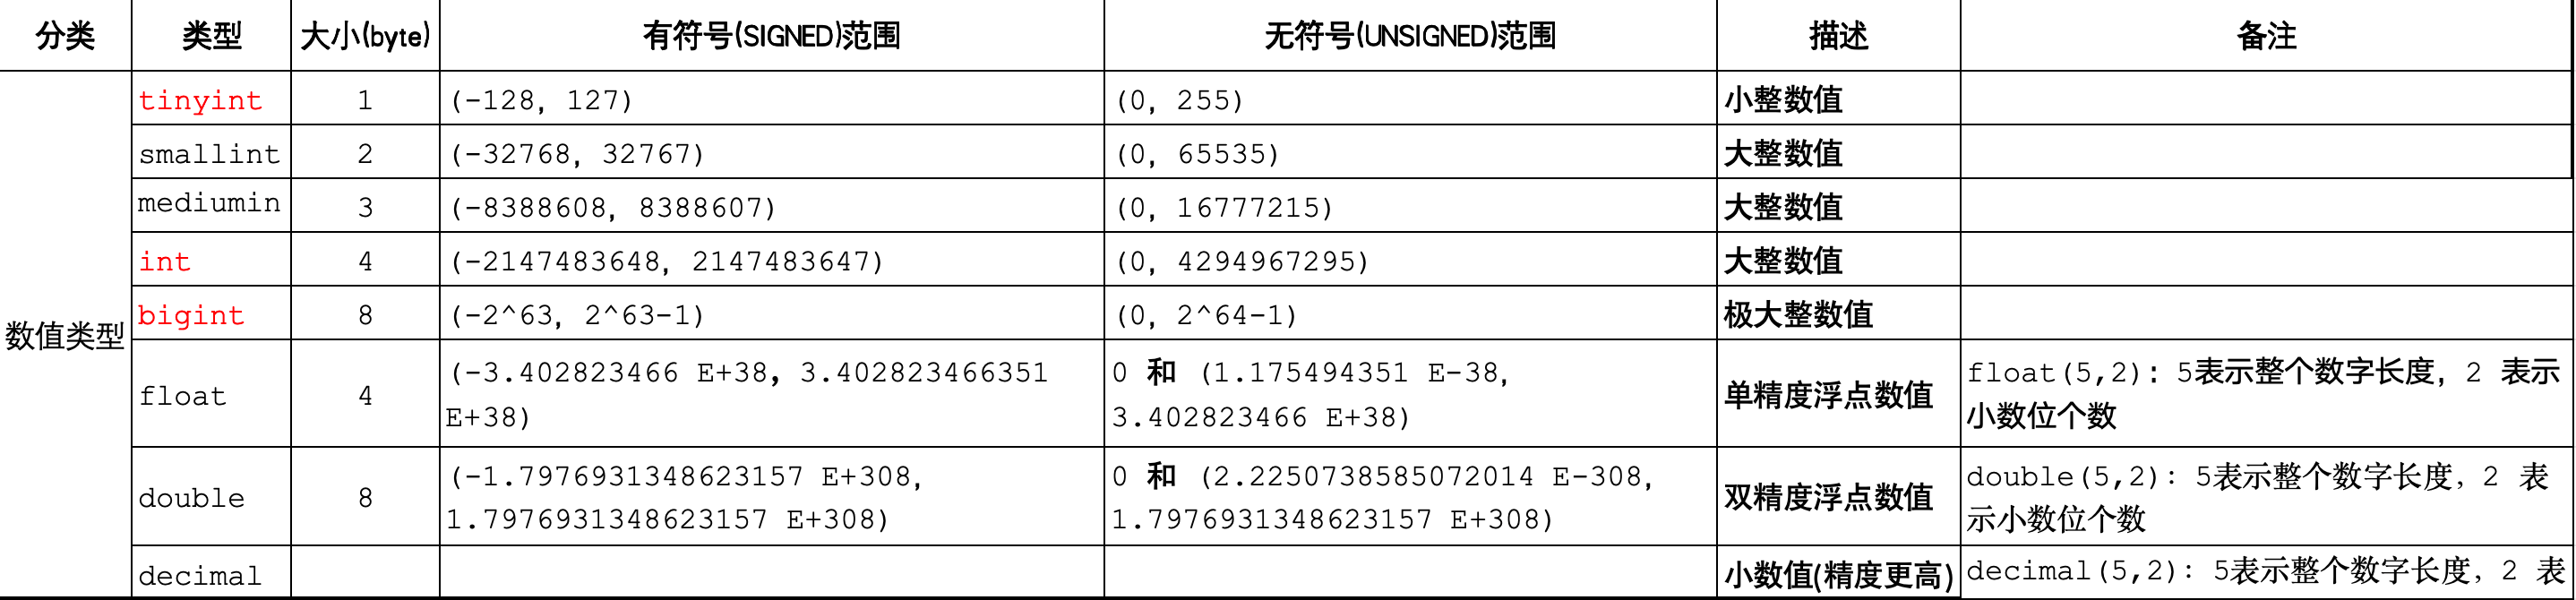 分类 类型 大小(byte) 有符号(SIGNED)范围 无符号(UNSIGNED)范围 描述 备注
数值类型
tinyint 1 (-128, 127) (0, 255) 小整数值
smallint 2 (-32768, 32767) (0, 65535) 大整数值
mediumin 3 (-8388608, 8388607) (0, 16777215) 大整数值
int 4 (-2147483648, 2147483647) (0, 4294967295) 大整数值
bigint 8 (-2^63, 2^63-1) (0, 2^64-1) 极大整数值
float 4 (-3.402823466 E+38, 3.402823466351
E+38)
0 和 (1.175494351 E-38,
3.402823466 E+38)
单精度浮点数值
float(5,2): 5表示整个数字长度, 2 表示
小数位个数
double 8 (-1.7976931348623157 E+308,
1.7976931348623157 E+308)
0 和 (2.2250738585072014 E-308,
1.7976931348623157 E+308)
双精度浮点数值
double(5,2): 5表示整个数字长度, 2 表
示小数位个数
decimal 小数值(精度更高) decimal(5,2): 5表示整个数字长度, 2 表